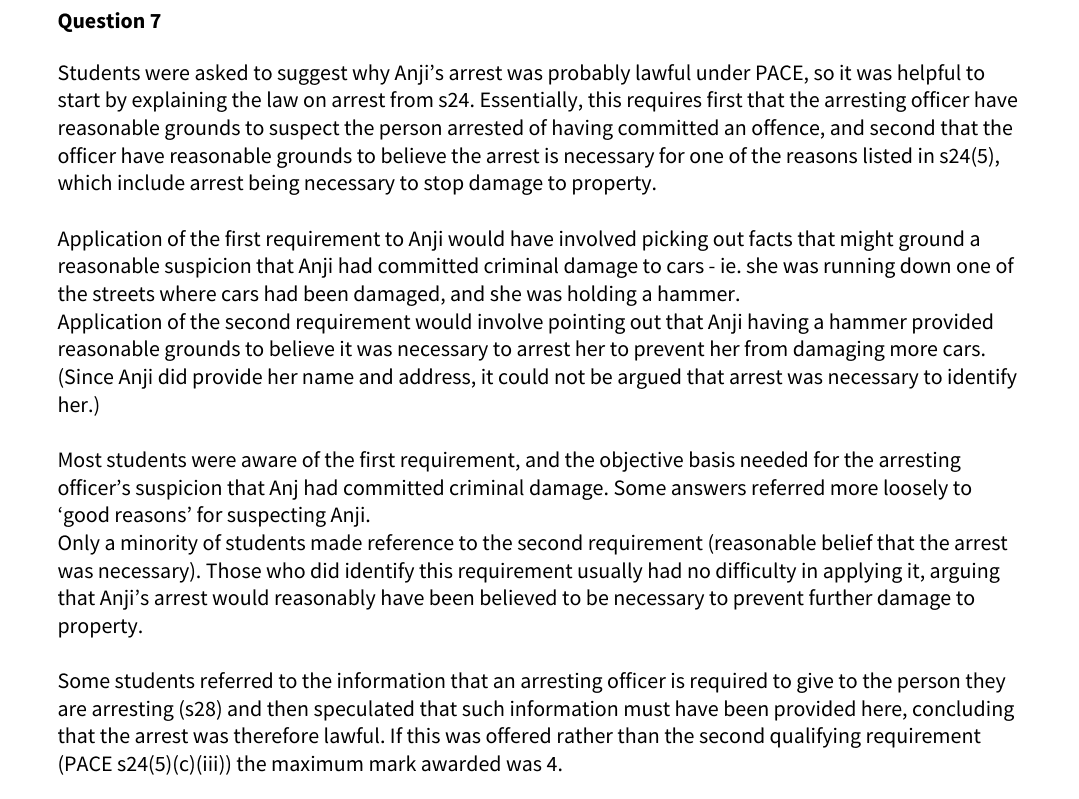 Question 7
Students were asked to suggest why Anji’s arrest was probably lawful under PACE, so it was helpful to
start by explaining the law on arrest from s24. Essentially, this requires first that the arresting officer have
reasonable grounds to suspect the person arrested of having committed an offence, and second that the
officer have reasonable grounds to believe the arrest is necessary for one of the reasons listed in s24(5),
which include arrest being necessary to stop damage to property.
Application of the first requirement to Anji would have involved picking out facts that might ground a
reasonable suspicion that Anji had committed criminal damage to cars - ie. she was running down one of
the streets where cars had been damaged, and she was holding a hammer.
Application of the second requirement would involve pointing out that Anji having a hammer provided
reasonable grounds to believe it was necessary to arrest her to prevent her from damaging more cars.
(Since Anji did provide her name and address, it could not be argued that arrest was necessary to identify
her.)
Most students were aware of the first requirement, and the objective basis needed for the arresting
officer’s suspicion that Anj had committed criminal damage. Some answers referred more loosely to
‘good reasons’ for suspecting Anji.
Only a minority of students made reference to the second requirement (reasonable belief that the arrest
was necessary). Those who did identify this requirement usually had no difficulty in applying it, arguing
that Anji’s arrest would reasonably have been believed to be necessary to prevent further damage to
property.
Some students referred to the information that an arresting officer is required to give to the person they
are arresting (s28) and then speculated that such information must have been provided here, concluding
that the arrest was therefore lawful. If this was offered rather than the second qualifying requirement
(PACE s24(5)(c)(iii)) the maximum mark awarded was 4.